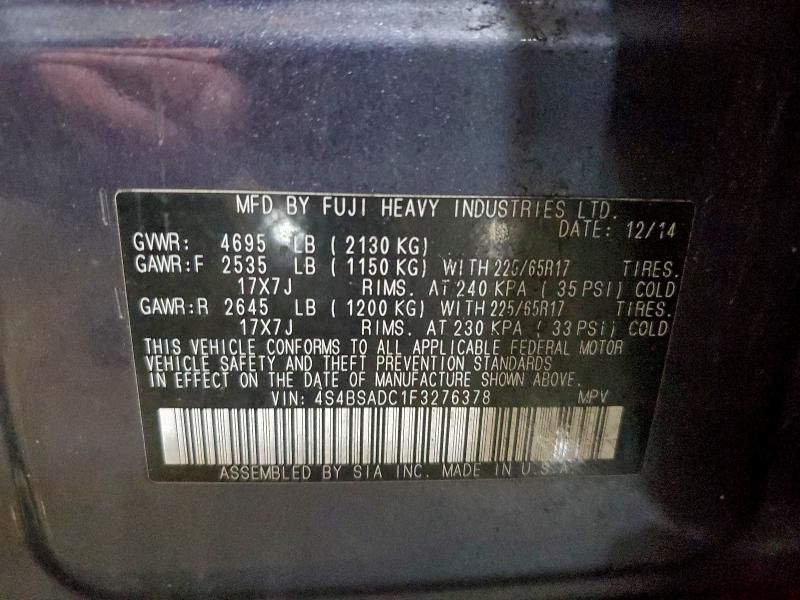 MFD BY FUJI HEAVY INDUSTRIES LTD.
DATE: 12/14
GVWR: 4695 LB ( 2130 KG)
GAWR:F 2535 LB ( 1150 KG) WITH 225/65R17 TIRES.
17X7J RIMS. AT 240 KPA ( 35 PSI) COLD
GAWR:R 2645 LB ( 1200 KG) WITH 225/65R17 TIRES.
17X7J RIMS. AT 230 KPA ( 33 PSI) COLD
THIS VEHICLE CONFORMS TO ALL APPLICABLE FEDERAL MOTOR
VEHICLE SAFETY AND THEFT PREVENTION STANDARDS
IN EFFECT ON THE DATE OF MANUFACTURE SHOWN ABOVE.
VIN: 4S4BSADC1F3276378 MPV
ASSEMBLED BY SIA INC. MADE IN U.S.A.